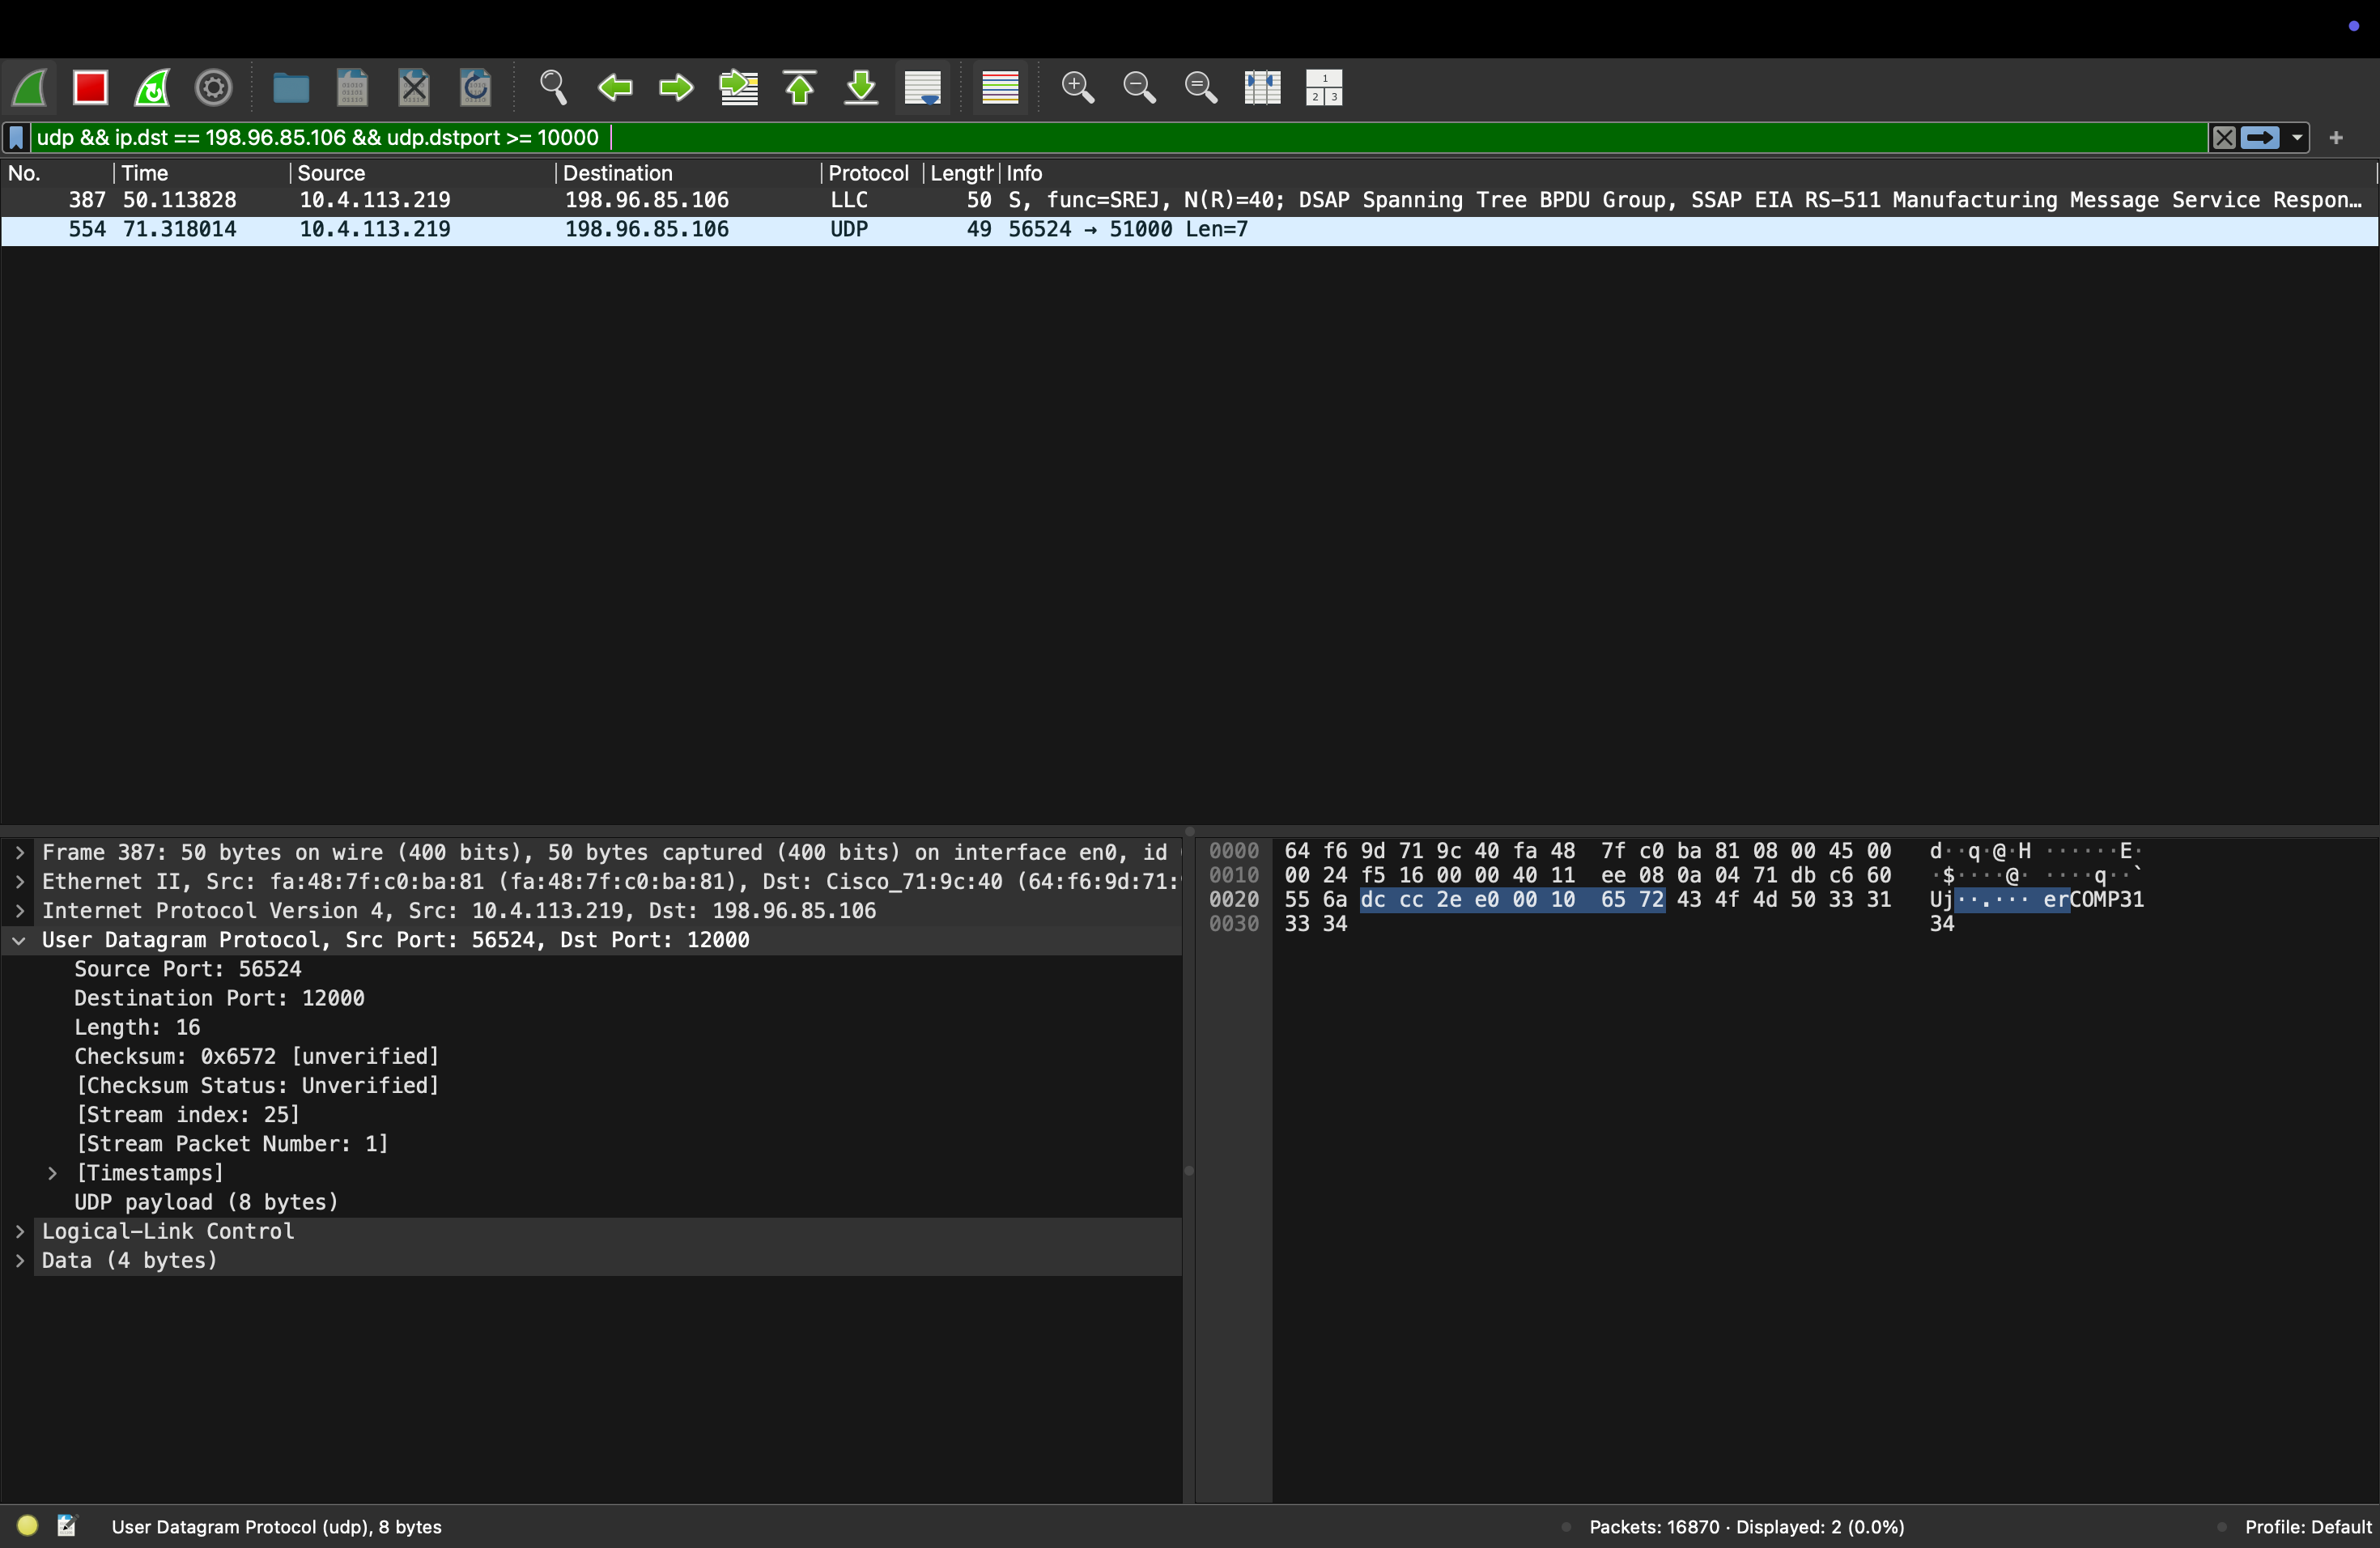 udp && ip.dst == 198.96.85.106 && udp.dstport >= 10000
No. Time Source Destination Protocol Length Info
387 50.113828 10.4.113.219 198.96.85.106 LLC 50 S, func=SREJ, N(R)=40; DSAP Spanning Tree BPDU Group, SSAP EIA RS-511 Manufacturing Message Service Respon…
554 71.318014 10.4.113.219 198.96.85.106 UDP 49 56524 → 51000 Len=7
Frame 387: 50 bytes on wire (400 bits), 50 bytes captured (400 bits) on interface en0, id
Ethernet II, Src: fa:48:7f:c0:ba:81 (fa:48:7f:c0:ba:81), Dst: Cisco_71:9c:40 (64:f6:9d:71:
Internet Protocol Version 4, Src: 10.4.113.219, Dst: 198.96.85.106
User Datagram Protocol, Src Port: 56524, Dst Port: 12000
Source Port: 56524
Destination Port: 12000
Length: 16
Checksum: 0x6572 [unverified]
[Checksum Status: Unverified]
[Stream index: 25]
[Stream Packet Number: 1]
[Timestamps]
UDP payload (8 bytes)
Logical-Link Control
Data (4 bytes)
0000 64 f6 9d 71 9c 40 fa 48 7f c0 ba 81 08 00 45 00 d··q·@·H ······E·
0010 00 24 f5 16 00 00 40 11 ee 08 0a 04 71 db c6 60 ·$····@· ····q··`
0020 55 6a dc cc 2e e0 00 10 65 72 43 4f 4d 50 33 31 Uj··.··· erCOMP31
0030 33 34 34
User Datagram Protocol (udp), 8 bytes
Packets: 16870 · Displayed: 2 (0.0%)
Profile: Default